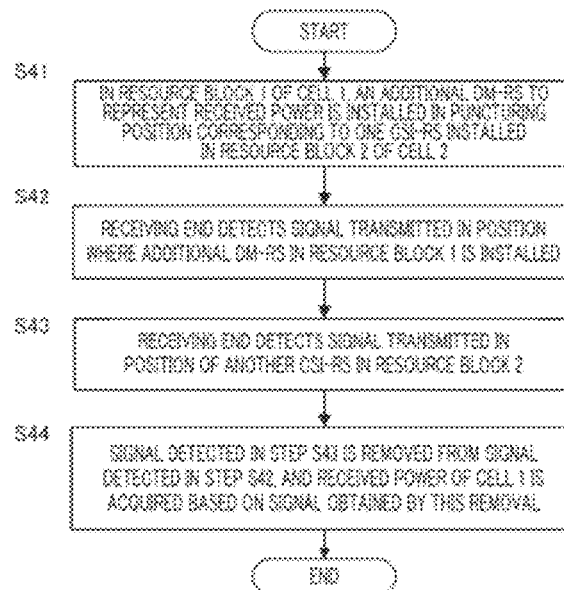 START
S41
IN RESOURCE BLOCK 1 OF CELL 1, AN ADDITIONAL DM-RS TO
REPRESENT RECEIVED POWER IS INSTALLED IN PUNCTURING
POSITION CORRESPONDING TO ONE CSI-RS INSTALLED
IN RESOURCE BLOCK 2 OF CELL 2
S42
RECEIVING END DETECTS SIGNAL TRANSMITTED IN POSITION
WHERE ADDITIONAL DM-RS IN RESOURCE BLOCK 1 IS INSTALLED
S43
RECEIVING END DETECTS SIGNAL TRANSMITTED IN
POSITION OF ANOTHER CSI-RS IN RESOURCE BLOCK 2
S44
SIGNAL DETECTED IN STEP S43 IS REMOVED FROM SIGNAL
DETECTED IN STEP S42, AND RECEIVED POWER OF CELL 1 IS
ACQUIRED BASED ON SIGNAL OBTAINED BY THIS REMOVAL
END